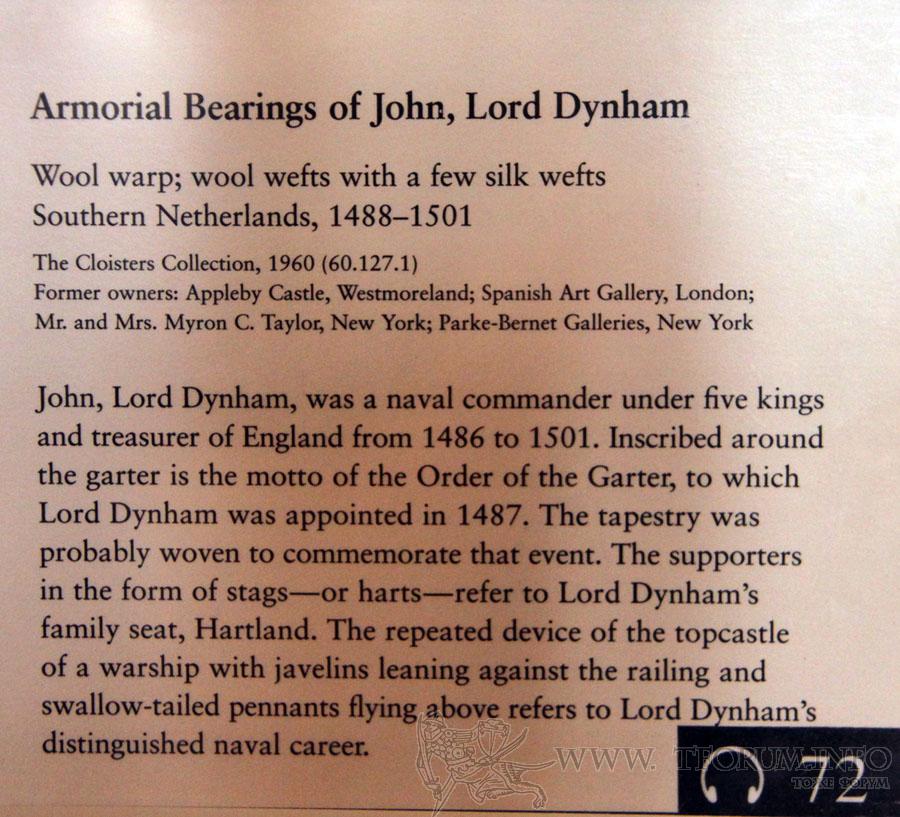 Armorial Bearings of John, Lord Dynham
Wool warp; wool wefts with a few silk wefts
Southern Netherlands, 1488–1501
The Cloisters Collection, 1960 (60.127.1)
Former owners: Appleby Castle, Westmoreland; Spanish Art Gallery, London;
Mr. and Mrs. Myron C. Taylor, New York; Parke-Bernet Galleries, New York
John, Lord Dynham, was a naval commander under five kings
and treasurer of England from 1486 to 1501. Inscribed around
the garter is the motto of the Order of the Garter, to which
Lord Dynham was appointed in 1487. The tapestry was
probably woven to commemorate that event. The supporters
in the form of stags—or harts—refer to Lord Dynham's
family seat, Hartland. The repeated device of the topcastle
of a warship with javelins leaning against the railing and
swallow-tailed pennants flying above refers to Lord Dynham's
distinguished naval career.
WWW. TFORUM.INFO
ТОЖЕ ФОРУМ
72